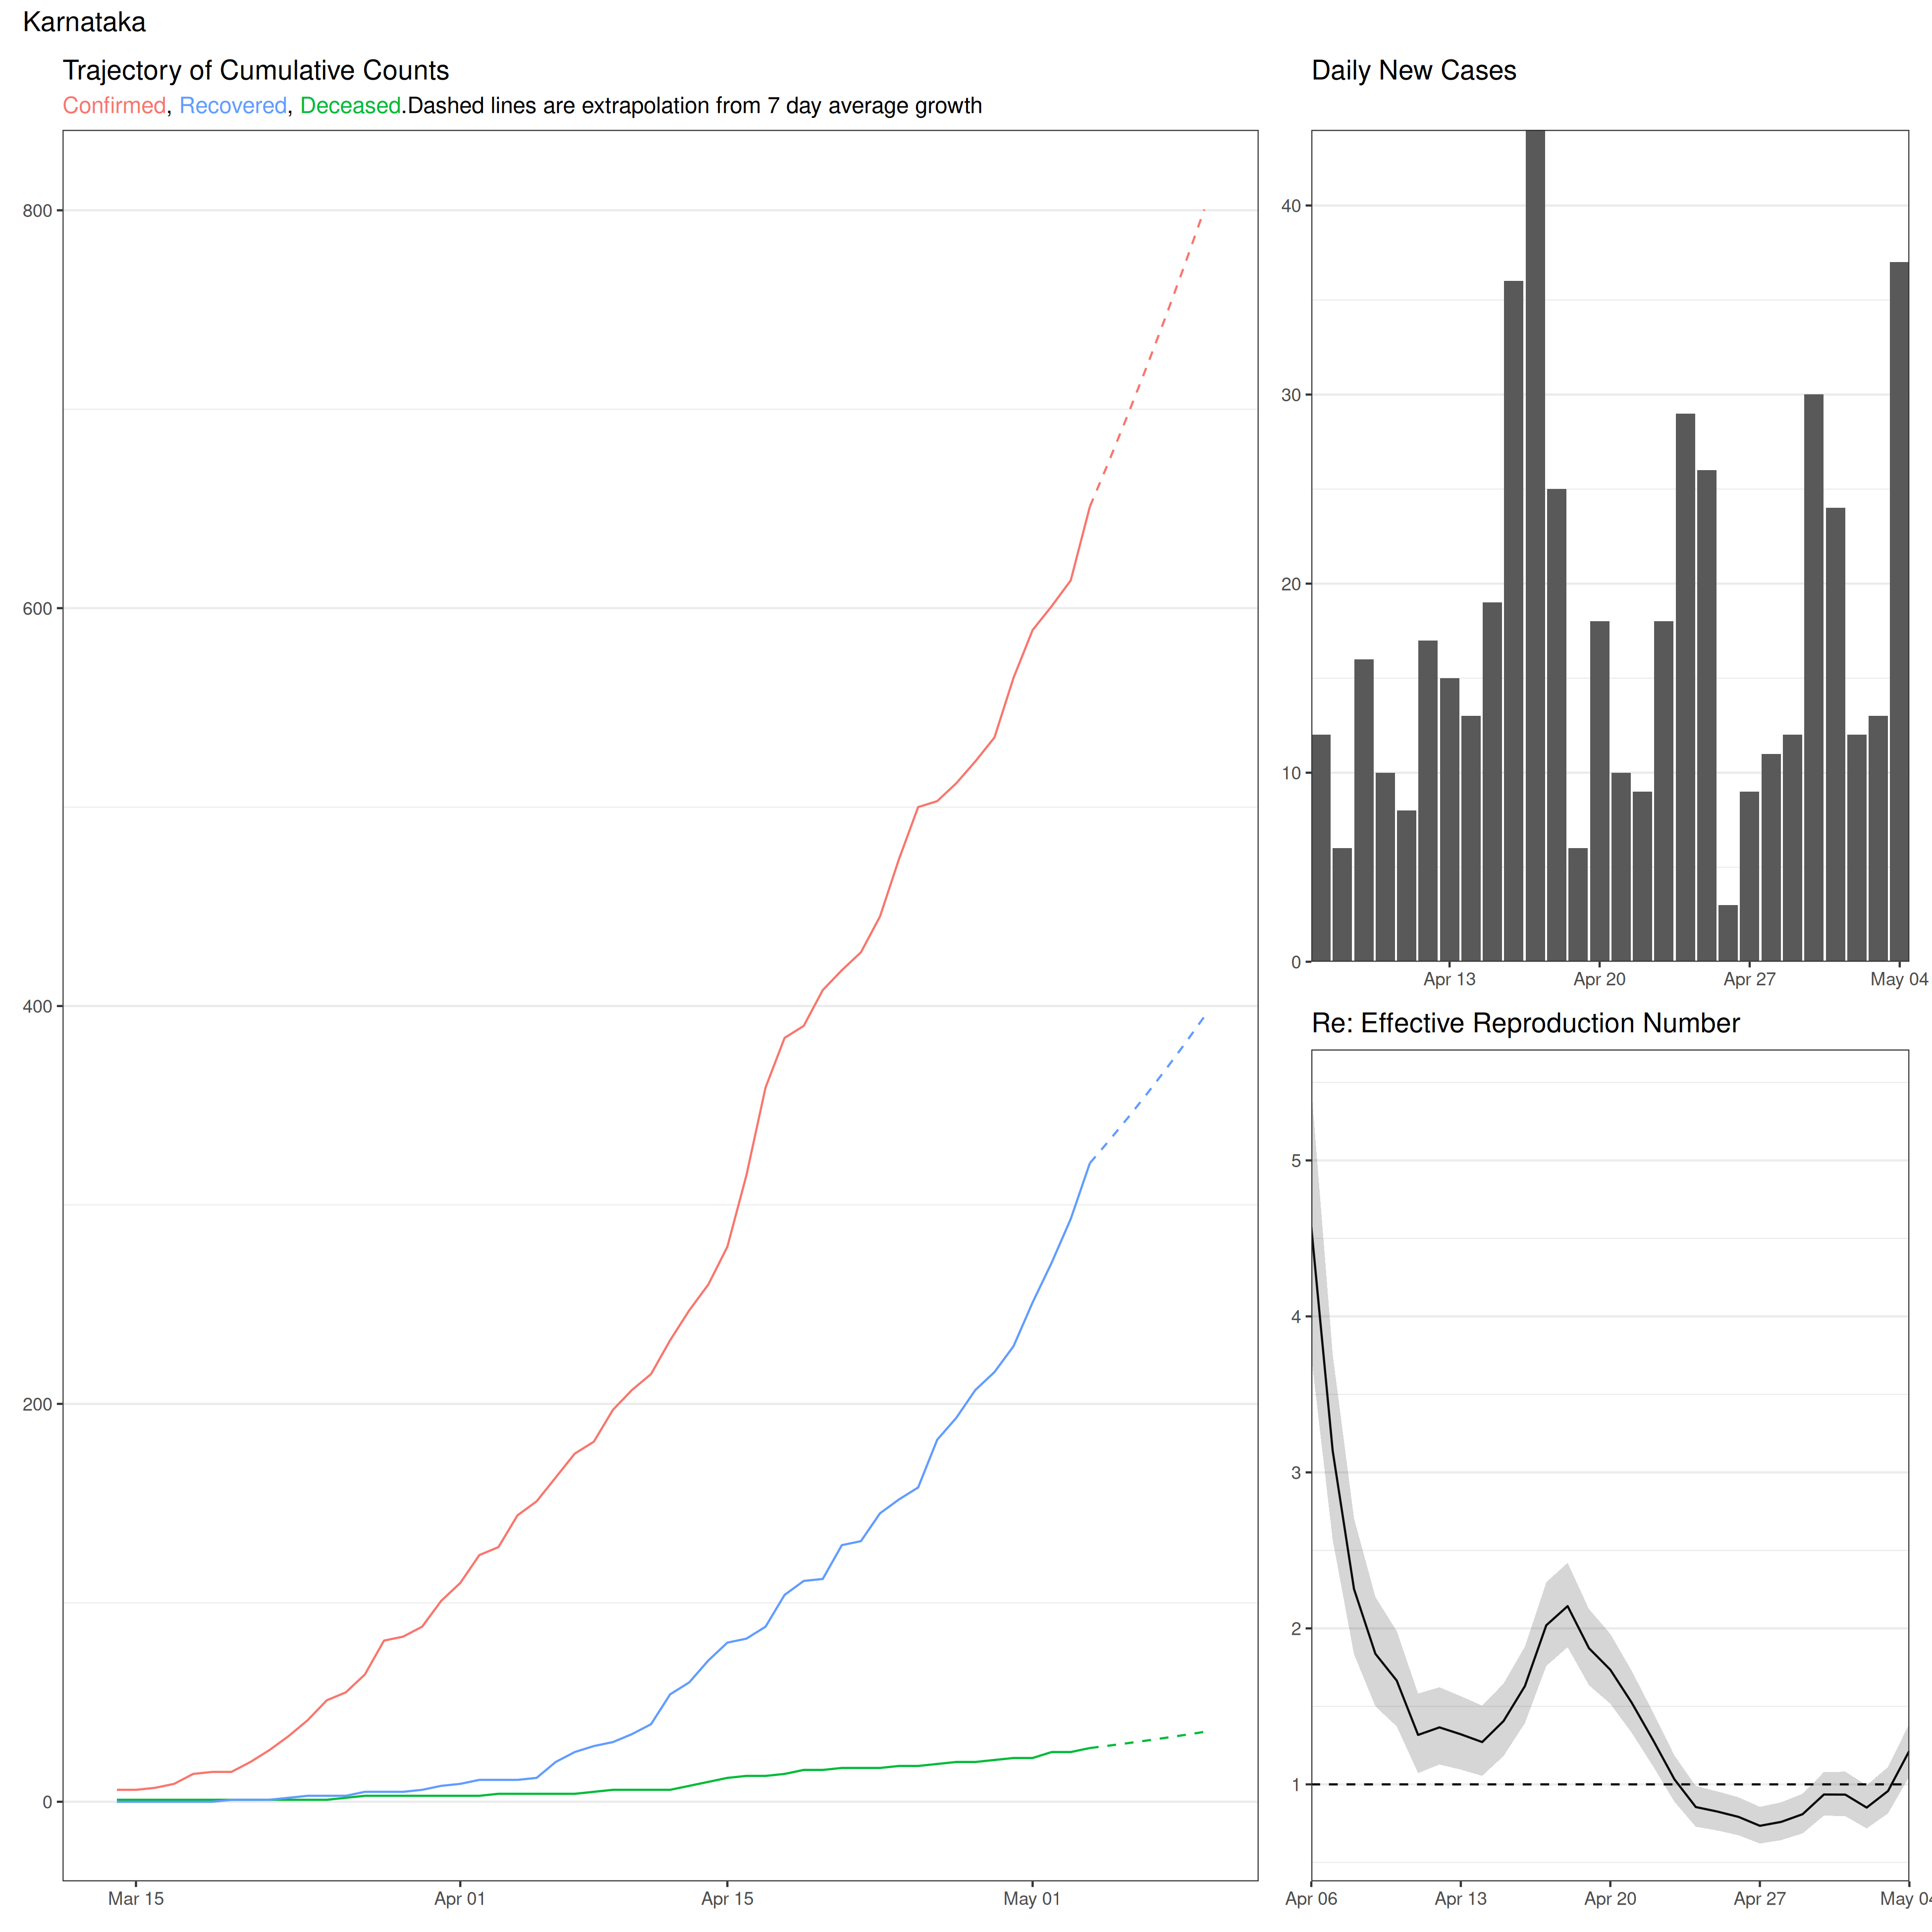 Karnataka
Trajectory of Cumulative Counts
Confirmed, Recovered, Deceased.Dashed lines are extrapolation from 7 day average growth
800
600
400
200
0
Mar 15 Apr 01 Apr 15 May 01
Daily New Cases
40
30
20
10
0
Apr 13 Apr 20 Apr 27 May 04
Re: Effective Reproduction Number
5
4
3
2
1
Apr 06 Apr 13 Apr 20 Apr 27 May 04